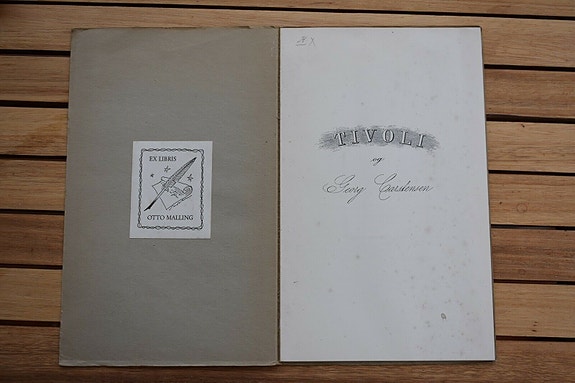 EX LIBRIS
OTTO MALLING
TIVOLI
og
Georg Carstensen